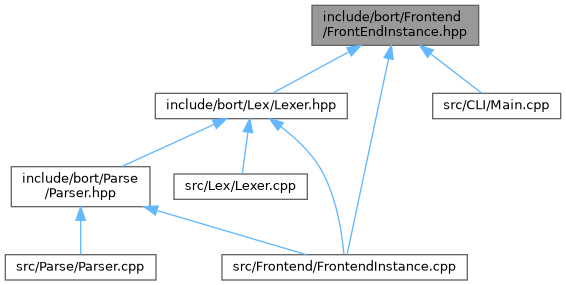 include/bort/Frontend
/FrontEndInstance.hpp
include/bort/Lex/Lexer.hpp
src/CLI/Main.cpp
include/bort/Parse
/Parser.hpp
src/Lex/Lexer.cpp
src/Parse/Parser.cpp
src/Frontend/FrontendInstance.cpp